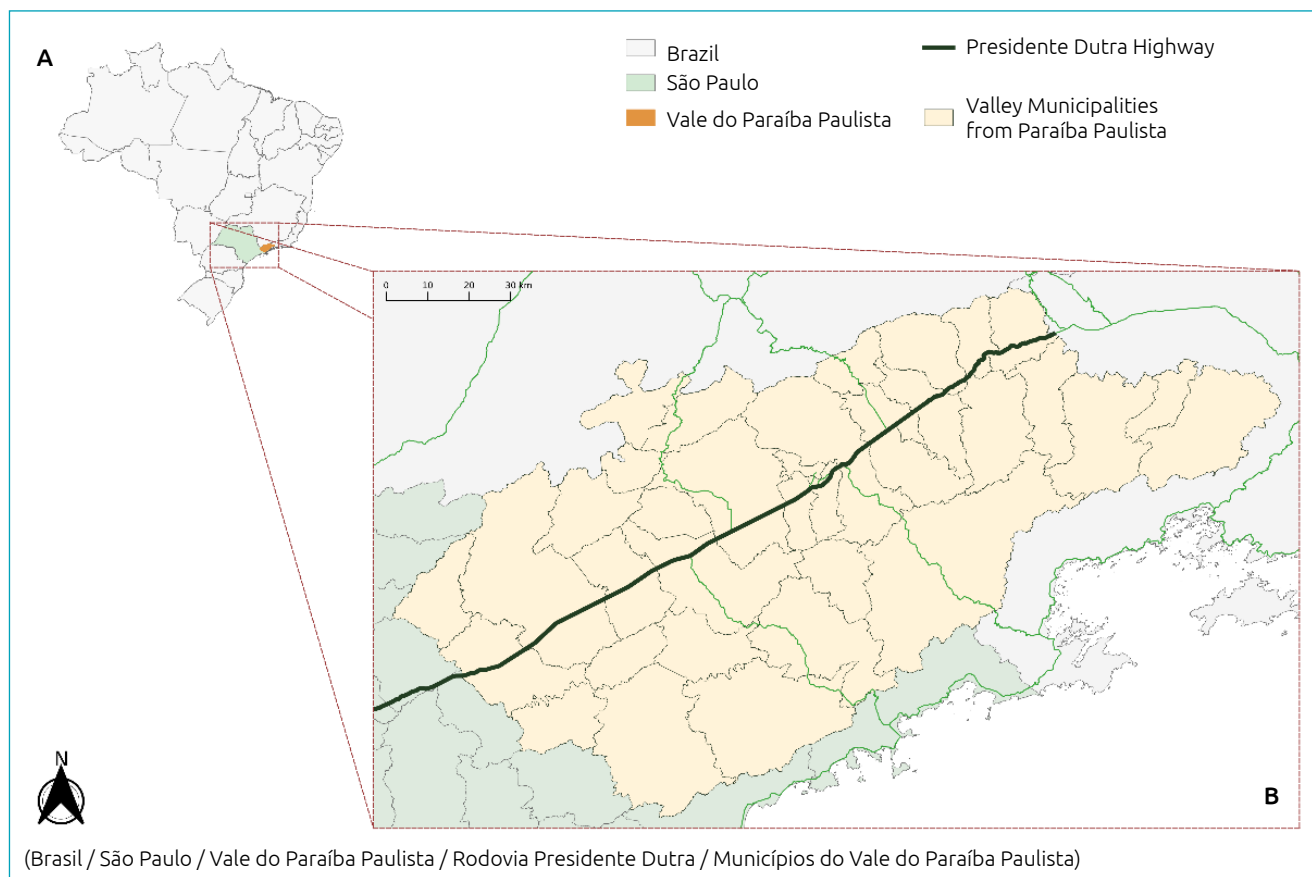 A
Brazil
São Paulo
Vale do Paraíba Paulista
Presidente Dutra Highway
Valley Municipalities
from Paraíba Paulista
0 10 20 30 km
N
B
(Brasil / São Paulo / Vale do Paraíba Paulista / Rodovia Presidente Dutra / Municípios do Vale do Paraíba Paulista)